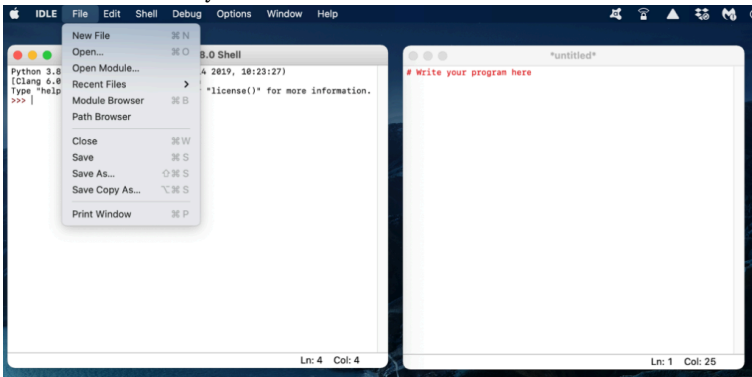 IDLE File Edit Shell Debug Options Window Help
New File ⌘ N
Open... ⌘ O
Open Module...
Recent Files >
Module Browser ⌘ B
Path Browser
Close ⌘ W
Save ⌘ S
Save As... ⇧ ⌘ S
Save Copy As... ⌥ ⌘ S
Print Window ⌘ P
8.0 Shell
Python 3.8 4 2019, 10:23:27)
[Clang 6.0
Type "help "license()" for more information.
>>>
Ln: 4 Col: 4
*untitled*
# Write your program here
Ln: 1 Col: 25